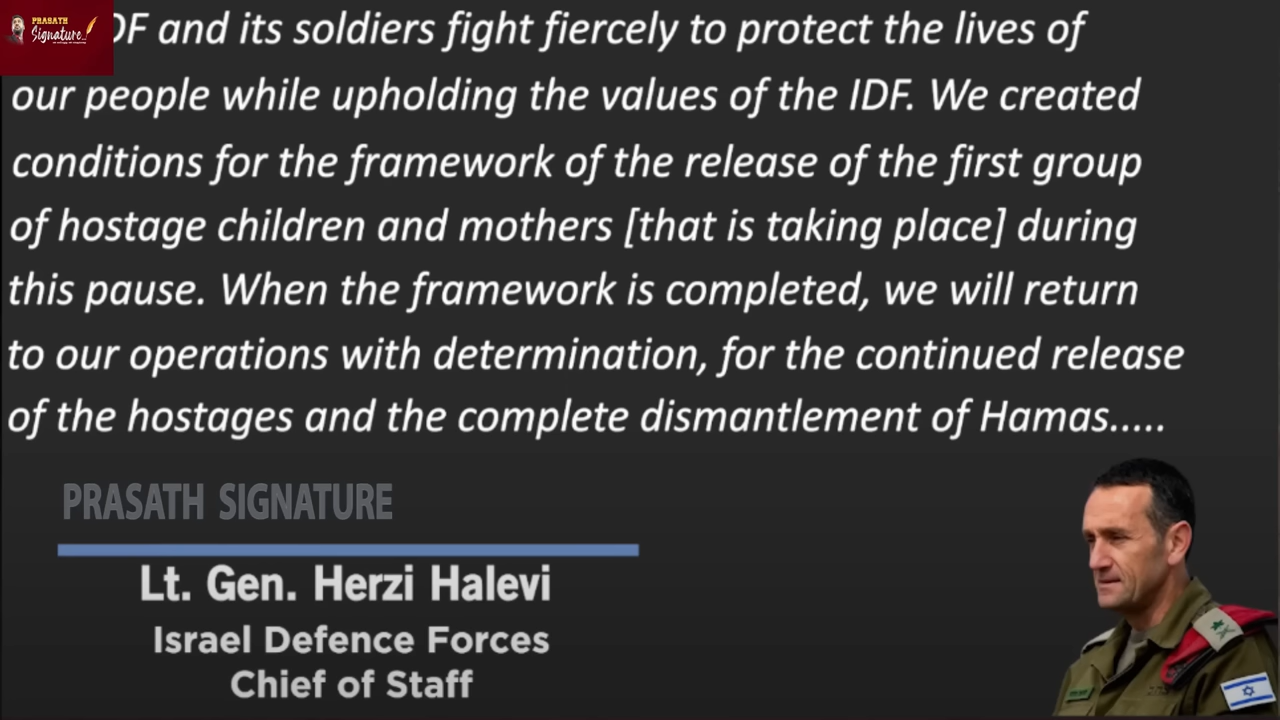 PRASATH
Signature
DF and its soldiers fight fiercely to protect the lives of
our people while upholding the values of the IDF. We created
conditions for the framework of the release of the first group
of hostage children and mothers [that is taking place] during
this pause. When the framework is completed, we will return
to our operations with determination, for the continued release
of the hostages and the complete dismantlement of Hamas.....
PRASATH SIGNATURE
Lt. Gen. Herzi Halevi
Israel Defence Forces
Chief of Staff